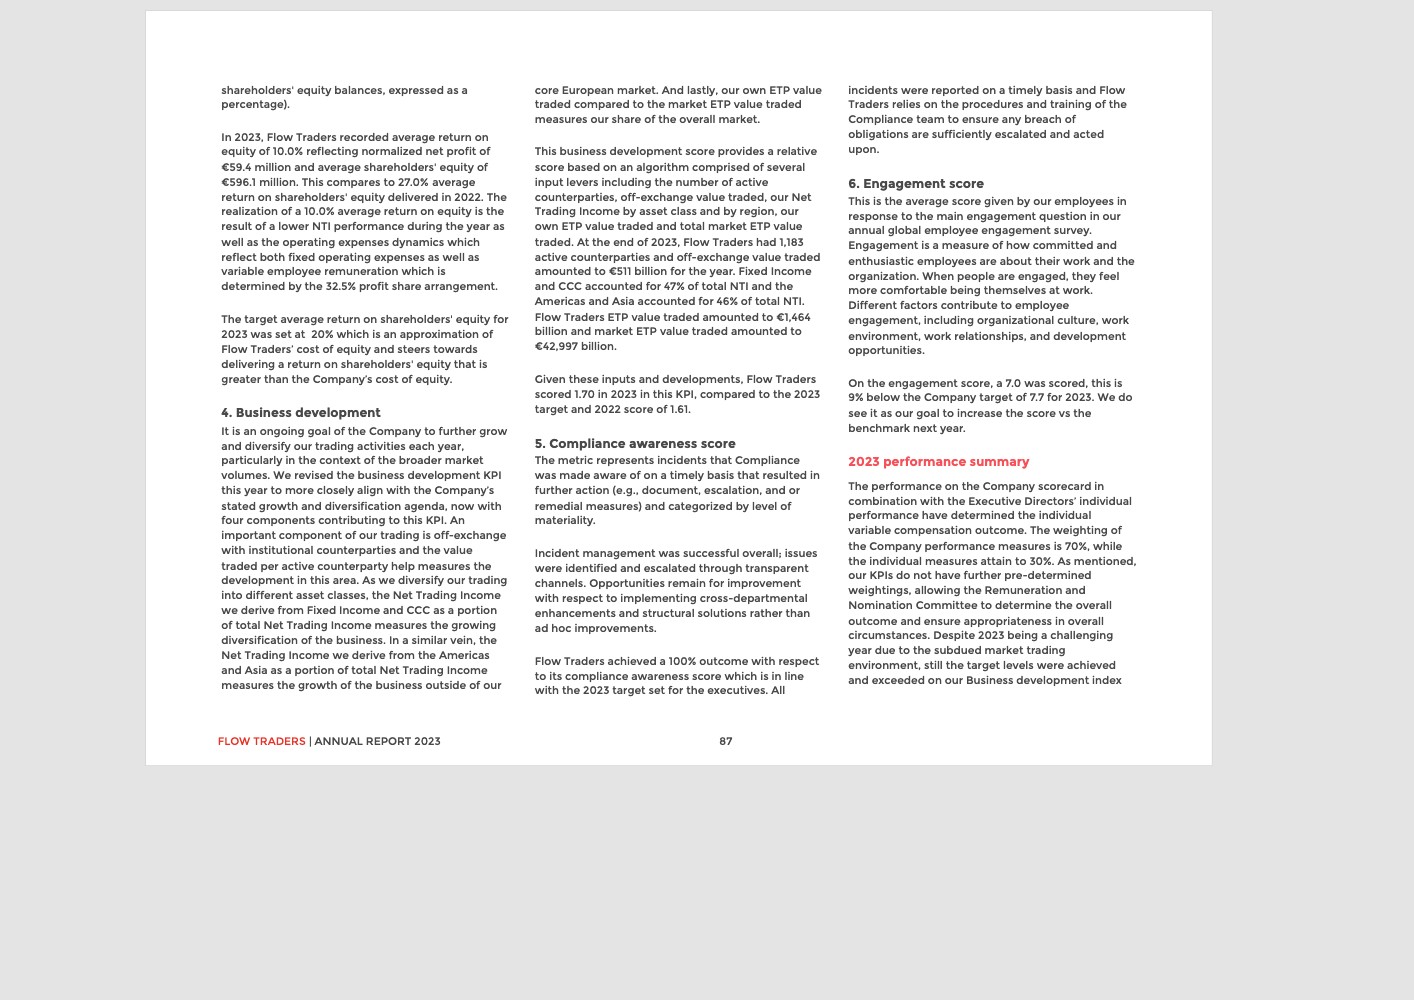 shareholders' equity balances, expressed as a
percentage).
In 2023, Flow Traders recorded average return on
equity of 10.0% reflecting normalized net profit of
€59.4 million and average shareholders' equity of
€596.1 million. This compares to 27.0% average
return on shareholders' equity delivered in 2022. The
realization of a 10.0% average return on equity is the
result of a lower NTI performance during the year as
well as the operating expenses dynamics which
reflect both fixed operating expenses as well as
variable employee remuneration which is
determined by the 32.5% profit share arrangement.
The target average return on shareholders' equity for
2023 was set at  20% which is an approximation of
Flow Traders' cost of equity and steers towards
delivering a return on shareholders' equity that is
greater than the Company's cost of equity.
4. Business development
It is an ongoing goal of the Company to further grow
and diversify our trading activities each year,
particularly in the context of the broader market
volumes. We revised the business development KPI
this year to more closely align with the Company's
stated growth and diversification agenda, now with
four components contributing to this KPI. An
important component of our trading is off-exchange
with institutional counterparties and the value
traded per active counterparty help measures the
development in this area. As we diversify our trading
into different asset classes, the Net Trading Income
we derive from Fixed Income and CCC as a portion
of total Net Trading Income measures the growing
diversification of the business. In a similar vein, the
Net Trading Income we derive from the Americas
and Asia as a portion of total Net Trading Income
measures the growth of the business outside of our
core European market. And lastly, our own ETP value
traded compared to the market ETP value traded
measures our share of the overall market.
This business development score provides a relative
score based on an algorithm comprised of several
input levers including the number of active
counterparties, off-exchange value traded, our Net
Trading Income by asset class and by region, our
own ETP value traded and total market ETP value
traded. At the end of 2023, Flow Traders had 1,183
active counterparties and off-exchange value traded
amounted to €511 billion for the year. Fixed Income
and CCC accounted for 47% of total NTI and the
Americas and Asia accounted for 46% of total NTI.
Flow Traders ETP value traded amounted to €1,464
billion and market ETP value traded amounted to
€42,997 billion.
Given these inputs and developments, Flow Traders
scored 1.70 in 2023 in this KPI, compared to the 2023
target and 2022 score of 1.61.
5. Compliance awareness score
The metric represents incidents that Compliance
was made aware of on a timely basis that resulted in
further action (e.g., document, escalation, and or
remedial measures) and categorized by level of
materiality.
Incident management was successful overall; issues
were identified and escalated through transparent
channels. Opportunities remain for improvement
with respect to implementing cross-departmental
enhancements and structural solutions rather than
ad hoc improvements.
Flow Traders achieved a 100% outcome with respect
to its compliance awareness score which is in line
with the 2023 target set for the executives. All
incidents were reported on a timely basis and Flow
Traders relies on the procedures and training of the
Compliance team to ensure any breach of
obligations are sufficiently escalated and acted
upon.
6. Engagement score
This is the average score given by our employees in
response to the main engagement question in our
annual global employee engagement survey.
Engagement is a measure of how committed and
enthusiastic employees are about their work and the
organization. When people are engaged, they feel
more comfortable being themselves at work.
Different factors contribute to employee
engagement, including organizational culture, work
environment, work relationships, and development
opportunities.
On the engagement score, a 7.0 was scored, this is
9% below the Company target of 7.7 for 2023. We do
see it as our goal to increase the score vs the
benchmark next year.
2023 performance summary
The performance on the Company scorecard in
combination with the Executive Directors' individual
performance have determined the individual
variable compensation outcome. The weighting of
the Company performance measures is 70%, while
the individual measures attain to 30%. As mentioned,
our KPIs do not have further pre-determined
weightings, allowing the Remuneration and
Nomination Committee to determine the overall
outcome and ensure appropriateness in overall
circumstances. Despite 2023 being a challenging
year due to the subdued market trading
environment, still the target levels were achieved
and exceeded on our Business development index
FLOW TRADERS | ANNUAL REPORT 2023
87